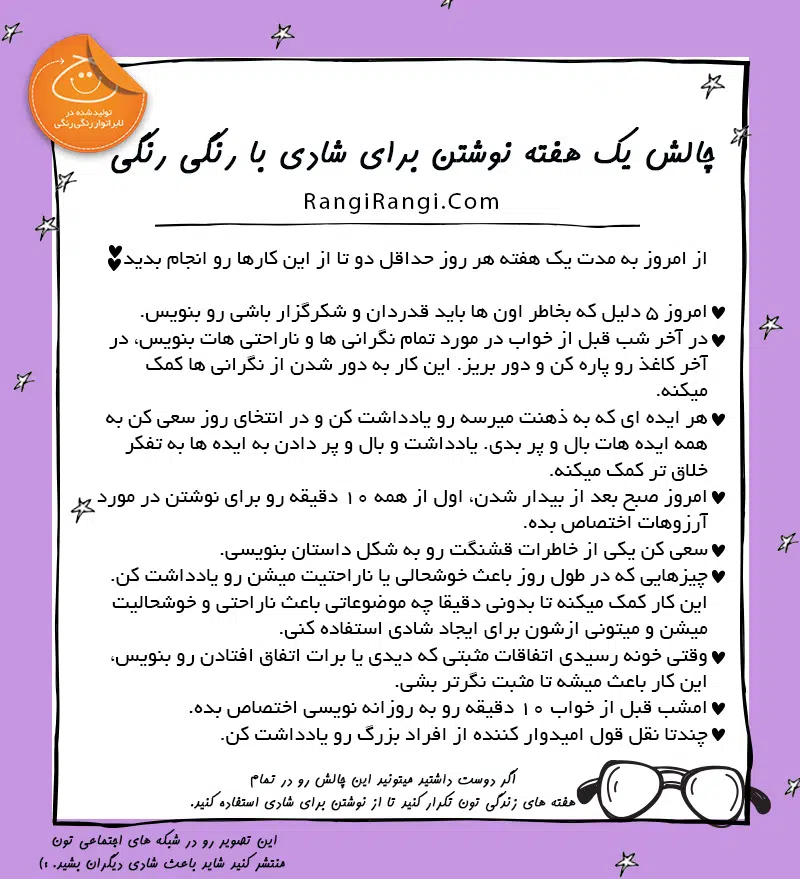 تولیدشده در
لابراتوار رنگی رنگی
چالش یک هفته نوشتن برای شادی با رنگی رنگی
RangiRangi.Com
از امروز به مدت یک هفته هر روز حداقل دو تا از این کارها رو انجام بدید♥♥
♥ امروز ۵ دلیل که بخاطر اون ها باید قدردان و شکرگزار باشی رو بنویس.
♥ در آخر شب قبل از خواب در مورد تمام نگرانی ها و ناراحتی هات بنویس، در
آخر کاغذ رو پاره کن و دور بریز. این کار به دور شدن از نگرانی ها کمک
میکنه.
♥ هر ایده ای که به ذهنت میرسه رو یادداشت کن و در انتخای روز سعی کن به
همه ایده هات بال و پر بدی. یادداشت و بال و پر دادن به ایده ها به تفکر
خلاق تر کمک میکنه.
♥ امروز صبح بعد از بیدار شدن، اول از همه ۱۰ دقیقه رو برای نوشتن در مورد
آرزوهات اختصاص بده.
♥ سعی کن یکی از خاطرات قشنگت رو به شکل داستان بنویسی.
♥ چیزهایی که در طول روز باعث خوشحالی یا ناراحتیت میشن رو یادداشت کن.
این کار کمک میکنه تا بدونی دقیقا چه موضوعاتی باعث ناراحتی و خوشحالیت
میشن و میتونی ازشون برای ایجاد شادی استفاده کنی.
♥ وقتی خونه رسیدی اتفاقات مثبتی که دیدی یا برات اتفاق افتادن رو بنویس،
این کار باعث میشه تا مثبت نگرتر بشی.
♥ امشب قبل از خواب ۱۰ دقیقه رو به روزانه نویسی اختصاص بده.
♥ چندتا نقل قول امیدوار کننده از افراد بزرگ رو یادداشت کن.
اگر دوست داشتید میتونید این چالش رو در تمام
هفته های زندگی تون تکرار کنید تا از نوشتن برای شادی استفاده کنید.
این تصویر رو در شبکه های اجتماعی تون
منتشر کنید شاید باعث شادی دیگران بشید. :)